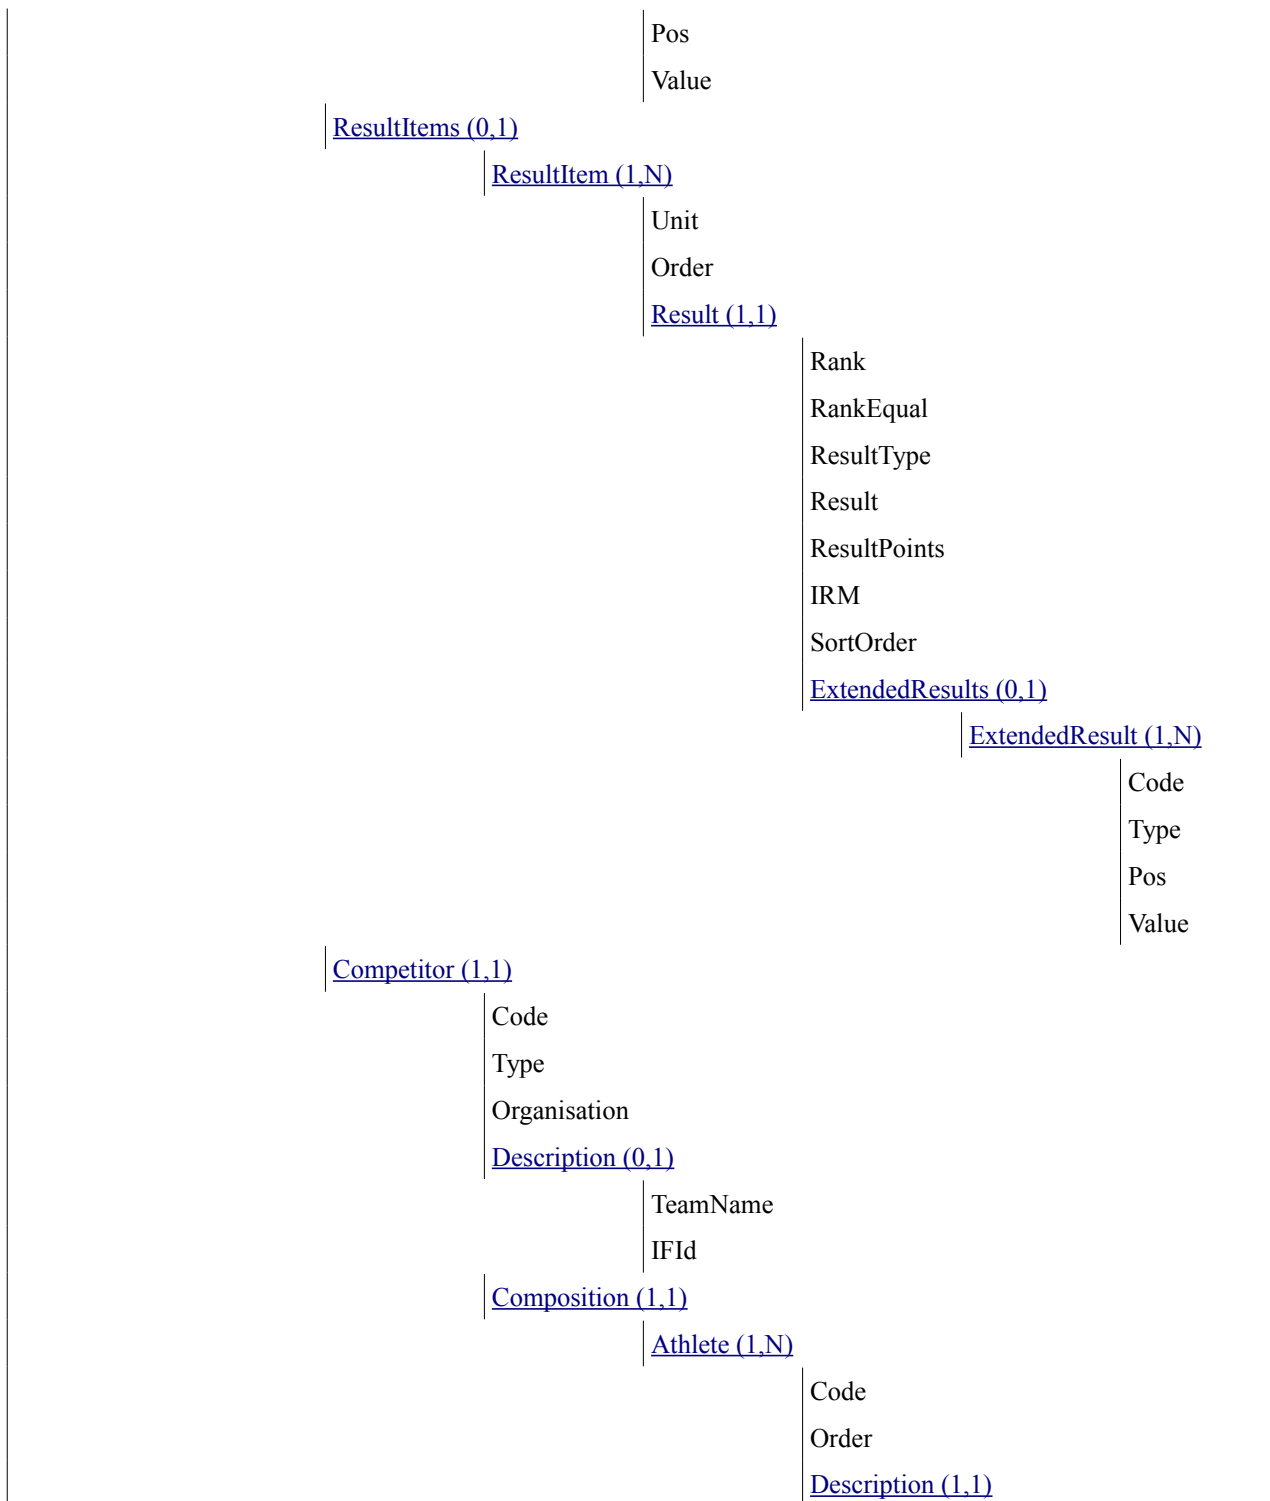 Pos
Value
ResultItems (0,1)
ResultItem (1,N)
Unit
Order
Result (1,1)
Rank
RankEqual
ResultType
Result
ResultPoints
IRM
SortOrder
ExtendedResults (0,1)
ExtendedResult (1,N)
Code
Type
Pos
Value
Competitor (1,1)
Code
Type
Organisation
Description (0,1)
TeamName
IFId
Composition (1,1)
Athlete (1,N)
Code
Order
Description (1,1)